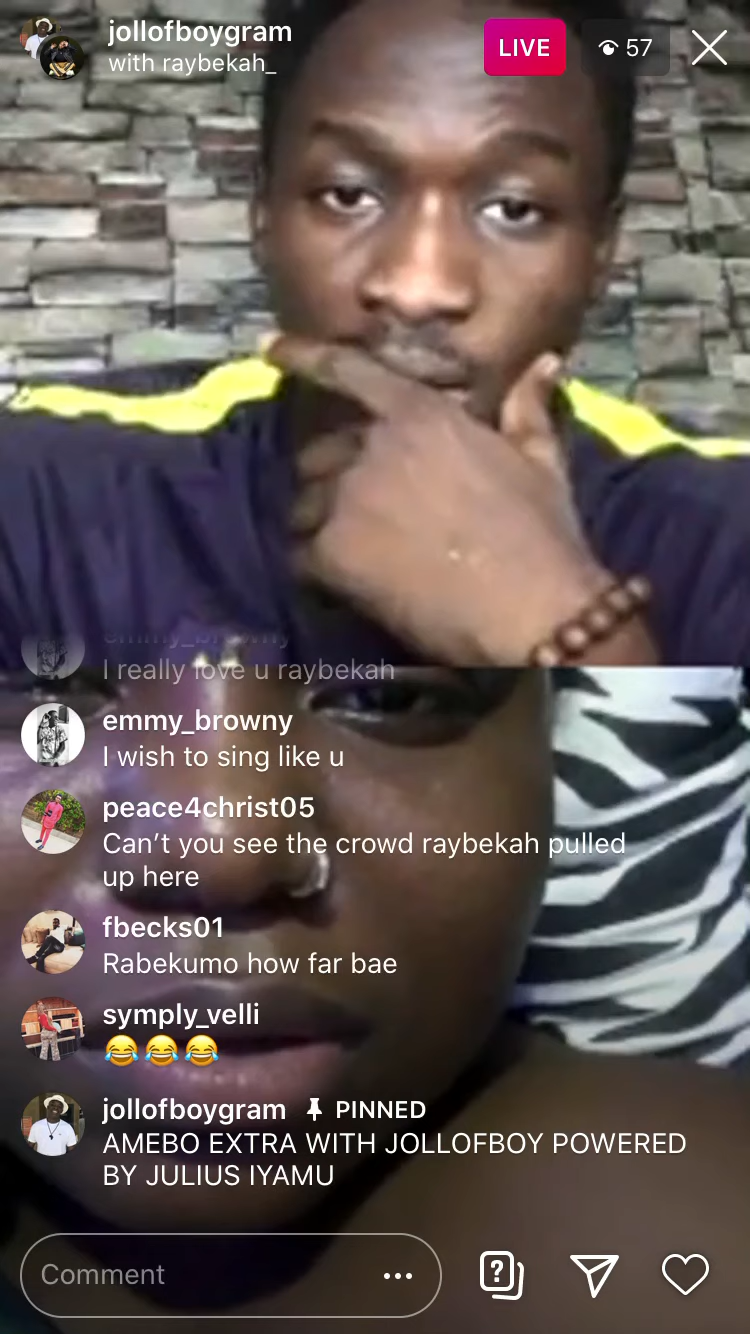 jollofboygram
LIVE
57
with raybekah_
emmy_browny
I really love u raybekah
emmy_browny
I wish to sing like u
peace4christ05
Can’t you see the crowd raybekah pulled
up here
fbecks01
Rabekumo how far bae
symply_velli
😂😂😂
jollofboygram PINNED
AMEBO EXTRA WITH JOLLOFBOY POWERED
BY JULIUS IYAMU
Comment